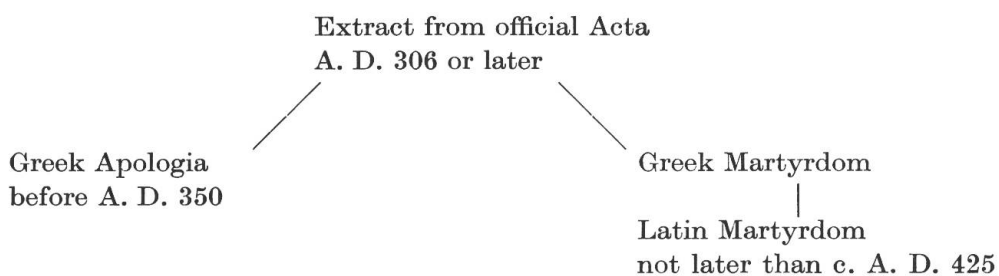 Extract from official Acta
A. D. 306 or later
Greek Apologia
before A. D. 350
Greek Martyrdom
Latin Martyrdom
not later than c. A. D. 425